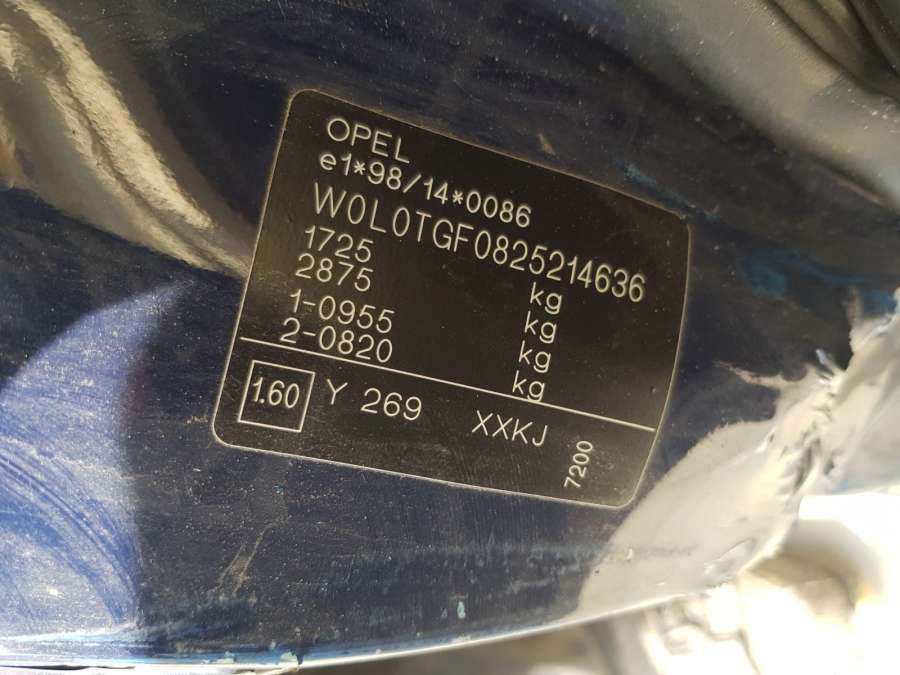 OPEL
e1*98/14*0086
W0L0TGF0825214636
1725 kg
2875 kg
1-0955 kg
2-0820 kg
1.60 Y 269 XXKJ 7200